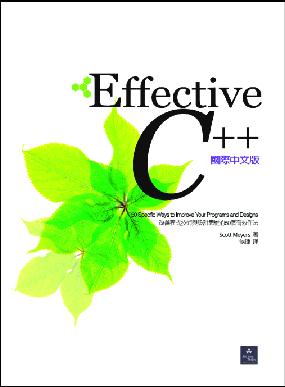 Effective
C++
國際中文版
50 Specific Ways to Improve Your Programs and Designs
Scott Meyers 著
侯捷 譯